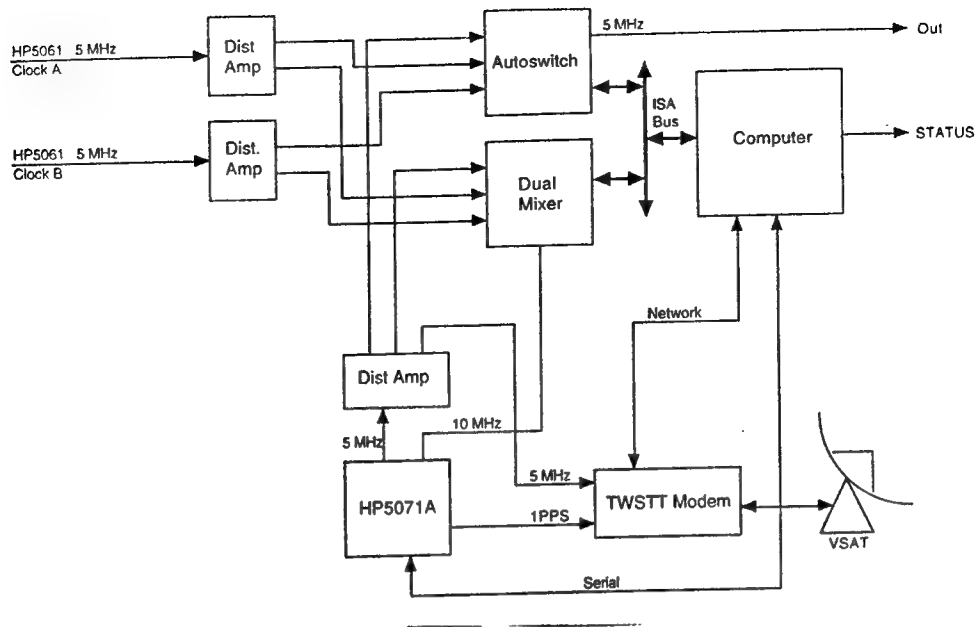 5 MHz
Out
HP5061 5 MHz
Clock A
Dist
Amp
Autoswitch
ISA
Bus
Computer
STATUS
HP5061 5 MHz
Clock B
Dist.
Amp
Dual
Mixer
Network
Dist Amp
5 MHz
10 MHz
5 MHz
HP5071A
1PPS
TWSTT Modem
VSAT
Serial